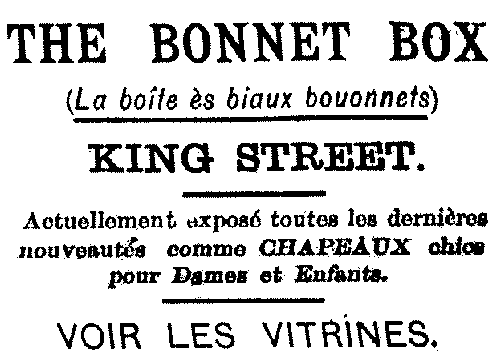 THE BONNET BOX
(La boîte ès biaux bouonnets)
KING STREET.
Actuellement exposé toutes les dernières
nouveautés comme CHAPEAUX chics
pour Dames et Enfants.
VOIR LES VITRINES.